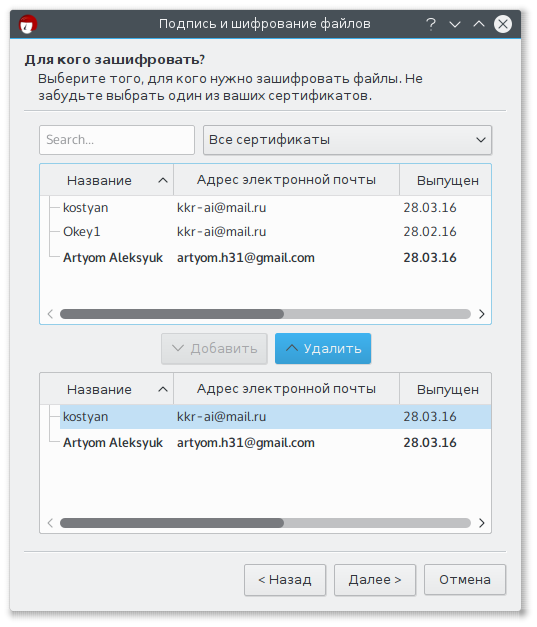 Подпись и шифрование файлов
Для кого зашифровать?
Выберите того, для кого нужно зашифровать файлы. Не
забудьте выбрать один из ваших сертификатов.
Search... Все сертификаты
Название Адрес электронной почты Выпущен
kostyan kkr-ai@mail.ru 28.03.16
Okey1 kkr-ai@mail.ru 28.02.16
Artyom Aleksyuk artyom.h31@gmail.com 28.03.16
Добавить Удалить
Название Адрес электронной почты Выпущен
kostyan kkr-ai@mail.ru 28.03.16
Artyom Aleksyuk artyom.h31@gmail.com 28.03.16
< Назад Далее > Отмена